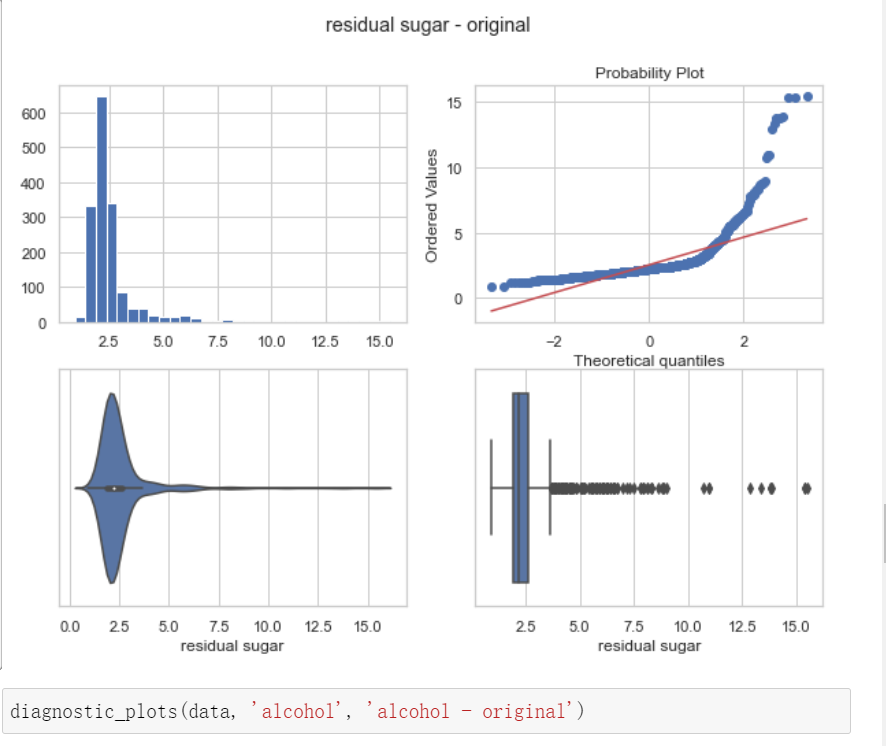 residual sugar - original
Probability Plot
600
500
400
300
200
100
0
2.5 5.0 7.5 10.0 12.5 15.0
Ordered Values
15
10
5
0
−2 0 2
Theoretical quantiles
0.0 2.5 5.0 7.5 10.0 12.5 15.0
residual sugar
2.5 5.0 7.5 10.0 12.5 15.0
residual sugar
diagnostic_plots(data, 'alcohol', 'alcohol - original')